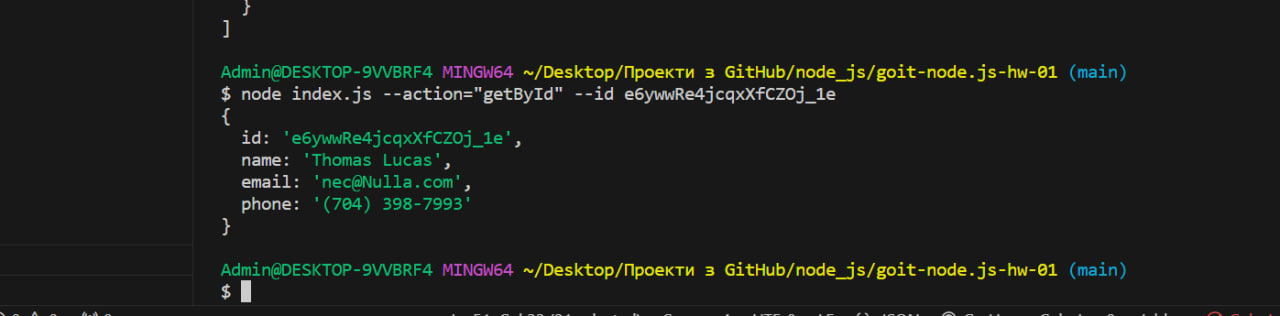 }
]
Admin@DESKTOP-9VVBRF4 MINGW64 ~/Desktop/Проекти з GitHub/node_js/goit-node.js-hw-01 (main)
$ node index.js --action="getById" --id e6ywwRe4jcqxXfCZOj_1e
{
  id: 'e6ywwRe4jcqxXfCZOj_1e',
  name: 'Thomas Lucas',
  email: 'nec@Nulla.com',
  phone: '(704) 398-7993'
}
Admin@DESKTOP-9VVBRF4 MINGW64 ~/Desktop/Проекти з GitHub/node_js/goit-node.js-hw-01 (main)
$